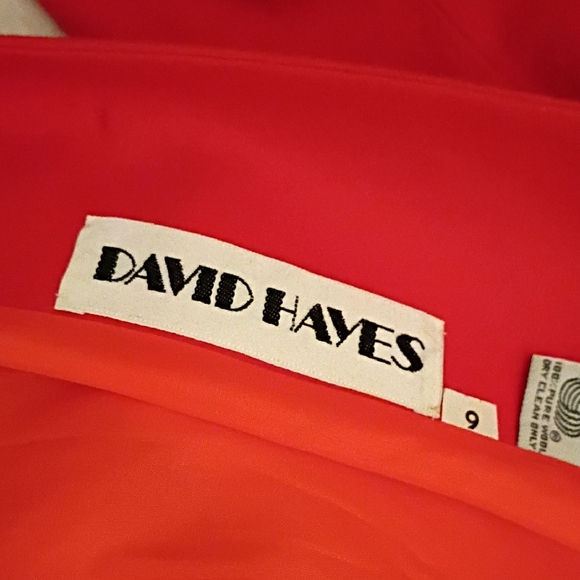 DAVID HAYES
9
100% PURE WOOL
DRY CLEAN ONLY